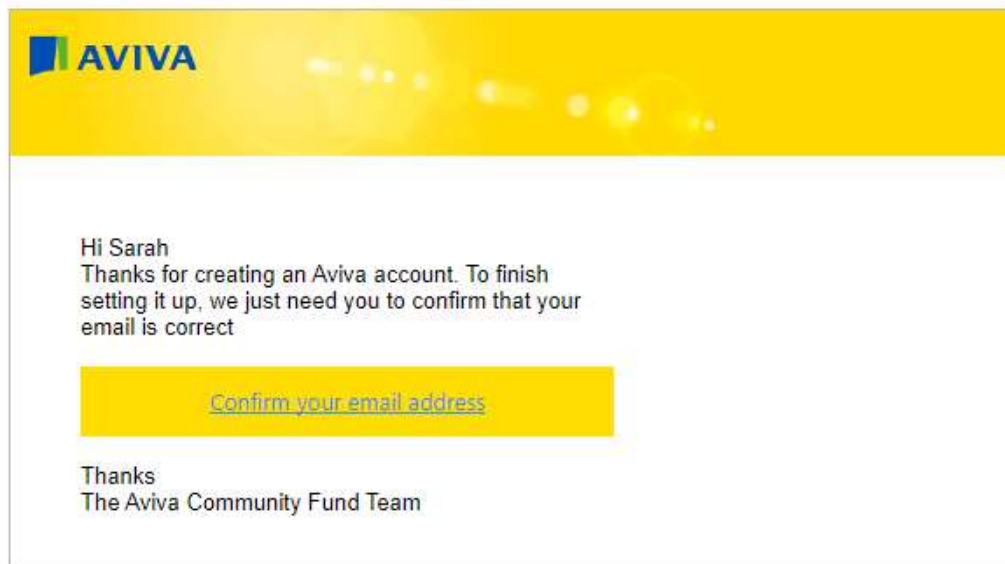 AVIVA
Hi Sarah
Thanks for creating an Aviva account. To finish
setting it up, we just need you to confirm that your
email is correct
Confirm your email address
Thanks
The Aviva Community Fund Team